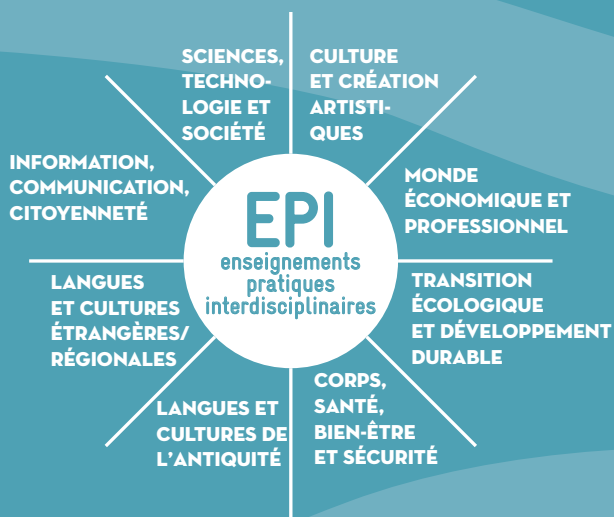 SCIENCES,
TECHNO-
LOGIE ET
SOCIÉTÉ
CULTURE
ET CRÉATION
ARTISTI-
QUES
INFORMATION,
COMMUNICATION,
CITOYENNETÉ
MONDE
ÉCONOMIQUE ET
PROFESSIONNEL
EPI
enseignements
pratiques
interdisciplinaires
LANGUES
ET CULTURES
ÉTRANGÈRES/
RÉGIONALES
TRANSITION
ÉCOLOGIQUE
ET DÉVELOPPEMENT
DURABLE
LANGUES ET
CULTURES DE
L'ANTIQUITÉ
CORPS,
SANTÉ,
BIEN-ÊTRE
ET SÉCURITÉ